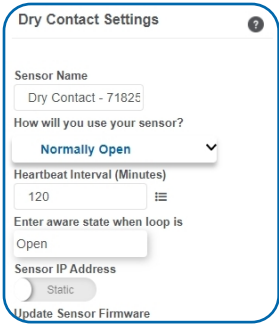 Dry Contact Settings
?
Sensor Name
Dry Contact - 71825
How will you use your sensor?
Normally Open
Heartbeat Interval (Minutes)
120
Enter aware state when loop is
Open
Sensor IP Address
Static
Update Sensor Firmware